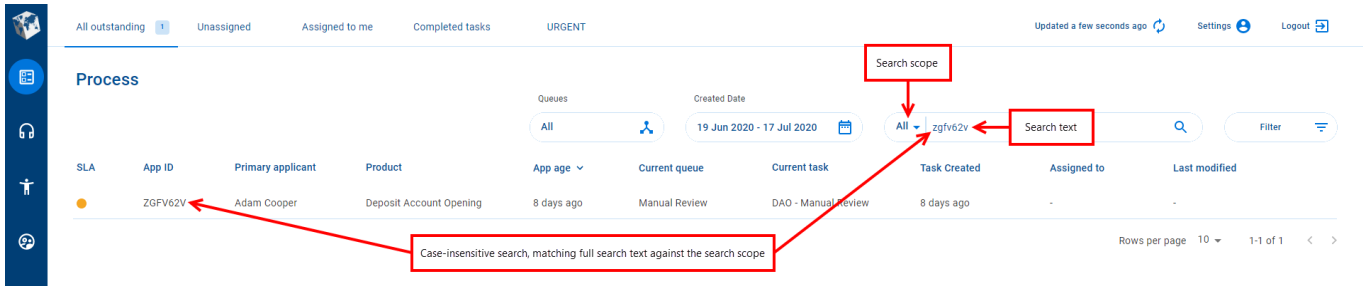 All outstanding 1 Unassigned Assigned to me Completed tasks URGENT Updated a few seconds ago Settings Logout
Search scope
Process
Queues Created Date
All 19 Jun 2020 - 17 Jul 2020 All zgfv62v Search text Filter
SLA App ID Primary applicant Product App age Current queue Current task Task Created Assigned to Last modified
ZGFV62V Adam Cooper Deposit Account Opening 8 days ago Manual Review DAO - Manual Review 8 days ago - -
Rows per page 10 1-1 of 1 < >
Case-insensitive search, matching full search text against the search scope